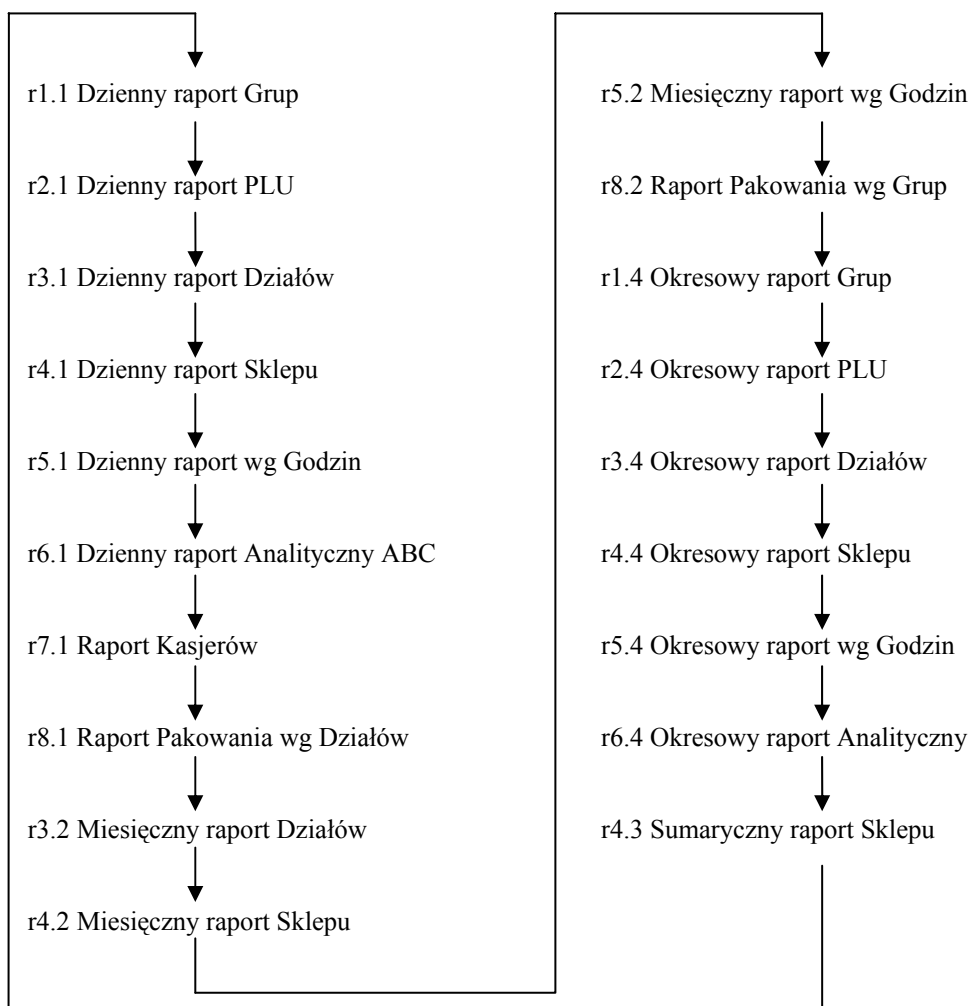 r1.1 Dzienny raport Grup
r2.1 Dzienny raport PLU
r3.1 Dzienny raport Działów
r4.1 Dzienny raport Sklepu
r5.1 Dzienny raport wg Godzin
r6.1 Dzienny raport Analityczny ABC
r7.1 Raport Kasjerów
r8.1 Raport Pakowania wg Działów
r3.2 Miesięczny raport Działów
r4.2 Miesięczny raport Sklepu
r5.2 Miesięczny raport wg Godzin
r8.2 Raport Pakowania wg Grup
r1.4 Okresowy raport Grup
r2.4 Okresowy raport PLU
r3.4 Okresowy raport Działów
r4.4 Okresowy raport Sklepu
r5.4 Okresowy raport wg Godzin
r6.4 Okresowy raport Analityczny
r4.3 Sumaryczny raport Sklepu